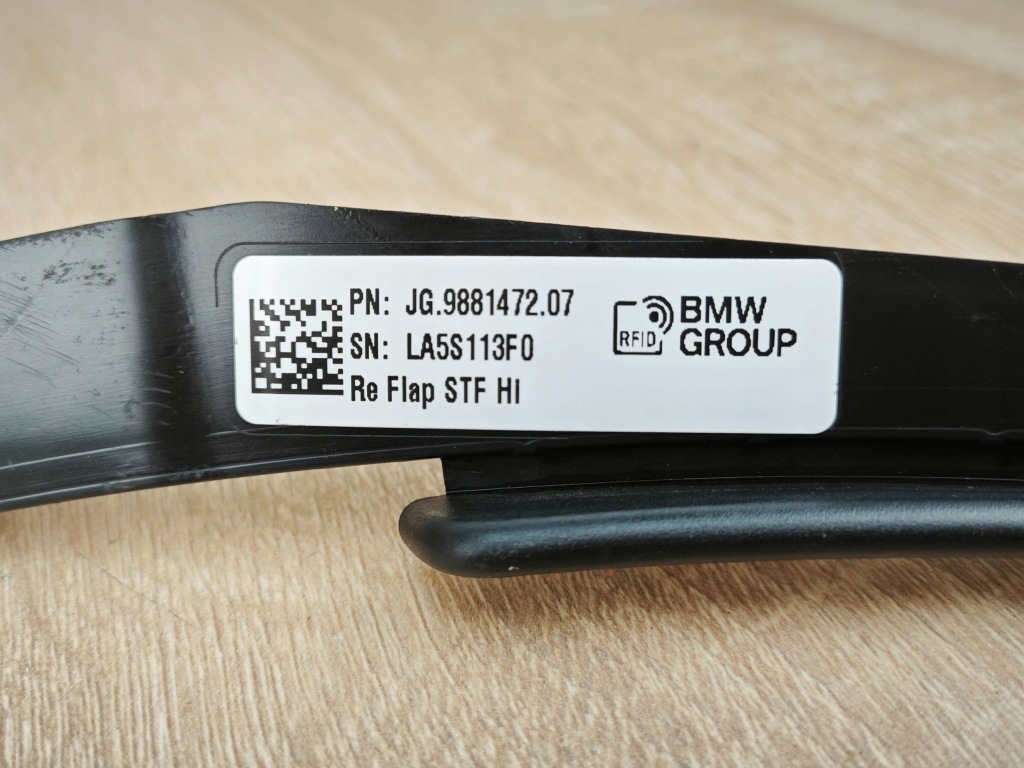 PN: JG.9881472.07
SN: LA5S113F0
Re Flap STF HI
RFID
BMW
GROUP